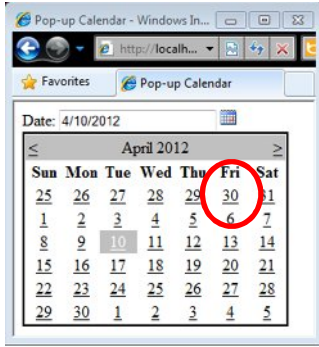 Pop-up Calendar - Windows In...
http://localh...
Favorites Pop-up Calendar
Date: 4/10/2012
< April 2012 >
Sun Mon Tue Wed Thu Fri Sat
25 26 27 28 29 30 31
1 2 3 4 5 6 7
8 9 10 11 12 13 14
15 16 17 18 19 20 21
22 23 24 25 26 27 28
29 30 1 2 3 4 5